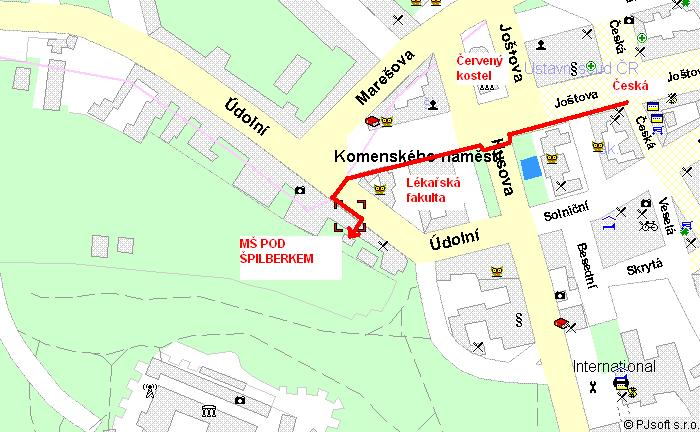 Česká
Joštova
Ústavní soud ČR
Joštova
Joštova
Česká
Červený
kostel
Marešova
Údolní
Česká
Komenského náměstí
Husova
Lékařská
fakulta
Veselá
Solniční
MŠ POD
ŠPILBERKEM
Údolní
Besední
Skrytá
§
§
International
© PJsoft s.r.o